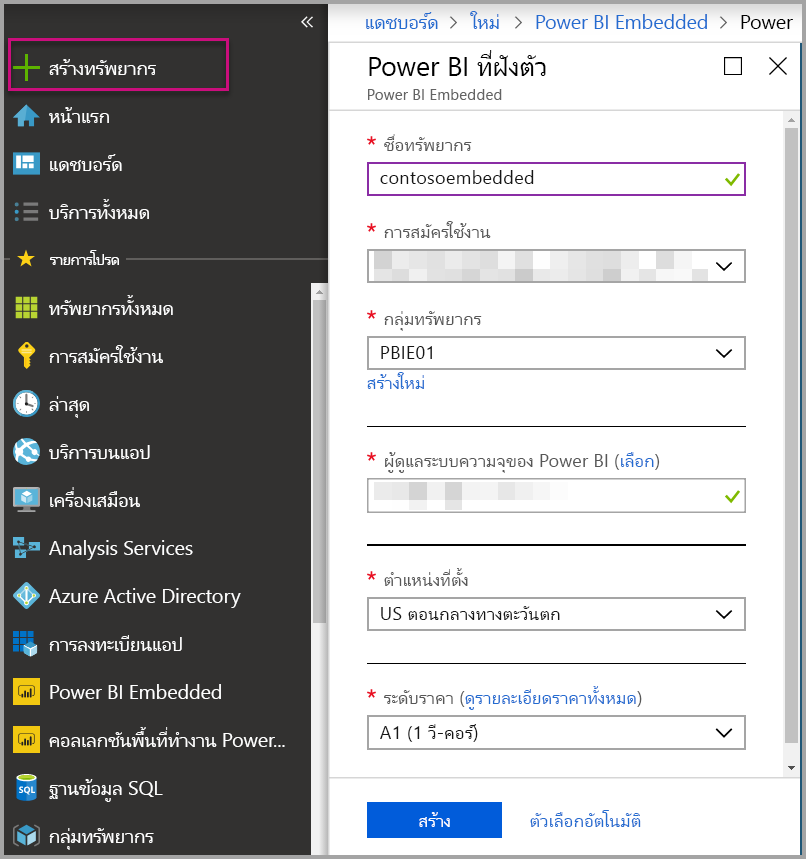 «
สร้างทรัพยากร
หน้าแรก
แดชบอร์ด
บริการทั้งหมด
รายการโปรด
ทรัพยากรทั้งหมด
การสมัครใช้งาน
ล่าสุด
บริการบนแอป
เครื่องเสมือน
Analysis Services
Azure Active Directory
การลงทะเบียนแอป
Power BI Embedded
คอลเลกชันพื้นที่ทำงาน Power...
SQL
ฐานข้อมูล SQL
กลุ่มทรัพยากร
แดชบอร์ด > ใหม่ > Power BI Embedded > Power
Power BI ที่ฝังตัว
Power BI Embedded
* ชื่อทรัพยากร
contosoembedded
* การสมัครใช้งาน
* กลุ่มทรัพยากร
PBIE01
สร้างใหม่
* ผู้ดูแลระบบความจุของ Power BI (เลือก)
* ตำแหน่งที่ตั้ง
US ตอนกลางทางตะวันตก
* ระดับราคา (ดูรายละเอียดราคาทั้งหมด)
A1 (1 วี-คอร์)
สร้าง
ตัวเลือกอัตโนมัติ